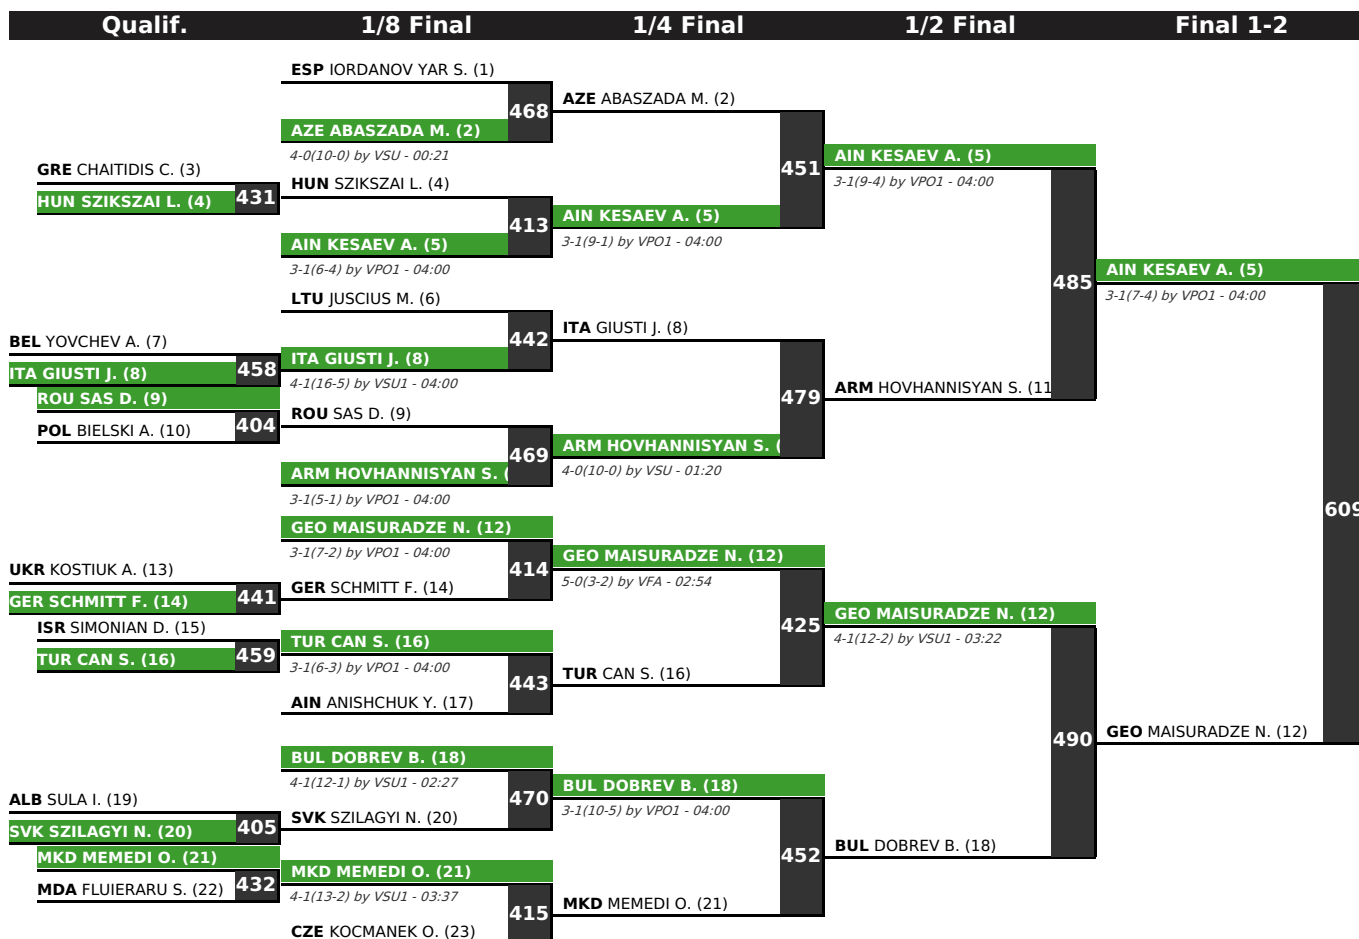 Qualif. 1/8 Final 1/4 Final 1/2 Final Final 1-2
ESP IORDANOV YAR S. (1)
468
AZE ABASZADA M. (2)
AZE ABASZADA M. (2)
4-0(10-0) by VSU - 00:21
451
AIN KESAEV A. (5)
3-1(9-4) by VPO1 - 04:00
GRE CHAITIDIS C. (3)
431
HUN SZIKSZAI L. (4)
HUN SZIKSZAI L. (4)
413
AIN KESAEV A. (5)
AIN KESAEV A. (5)
3-1(9-1) by VPO1 - 04:00
3-1(6-4) by VPO1 - 04:00
485
AIN KESAEV A. (5)
3-1(7-4) by VPO1 - 04:00
LTU JUSCIUS M. (6)
442
ITA GIUSTI J. (8)
BEL YOVCHEV A. (7)
458
ITA GIUSTI J. (8)
ITA GIUSTI J. (8)
4-1(16-5) by VSU1 - 04:00
479
ARM HOVHANNISYAN S. (11
ROU SAS D. (9)
404
POL BIELSKI A. (10)
ROU SAS D. (9)
469
ARM HOVHANNISYAN S. (
4-0(10-0) by VSU - 01:20
ARM HOVHANNISYAN S. (
3-1(5-1) by VPO1 - 04:00
609
GEO MAISURADZE N. (12)
3-1(7-2) by VPO1 - 04:00
414
GEO MAISURADZE N. (12)
5-0(3-2) by VFA - 02:54
UKR KOSTIUK A. (13)
441
GER SCHMITT F. (14)
GER SCHMITT F. (14)
425
GEO MAISURADZE N. (12)
4-1(12-2) by VSU1 - 03:22
ISR SIMONIAN D. (15)
459
TUR CAN S. (16)
TUR CAN S. (16)
3-1(6-3) by VPO1 - 04:00
443
TUR CAN S. (16)
AIN ANISHCHUK Y. (17)
490
GEO MAISURADZE N. (12)
BUL DOBREV B. (18)
4-1(12-1) by VSU1 - 02:27
470
BUL DOBREV B. (18)
3-1(10-5) by VPO1 - 04:00
ALB SULA I. (19)
405
SVK SZILAGYI N. (20)
SVK SZILAGYI N. (20)
452
BUL DOBREV B. (18)
MKD MEMEDI O. (21)
432
MDA FLUIERARU S. (22)
MKD MEMEDI O. (21)
4-1(13-2) by VSU1 - 03:37
415
MKD MEMEDI O. (21)
CZE KOCMANEK O. (23)